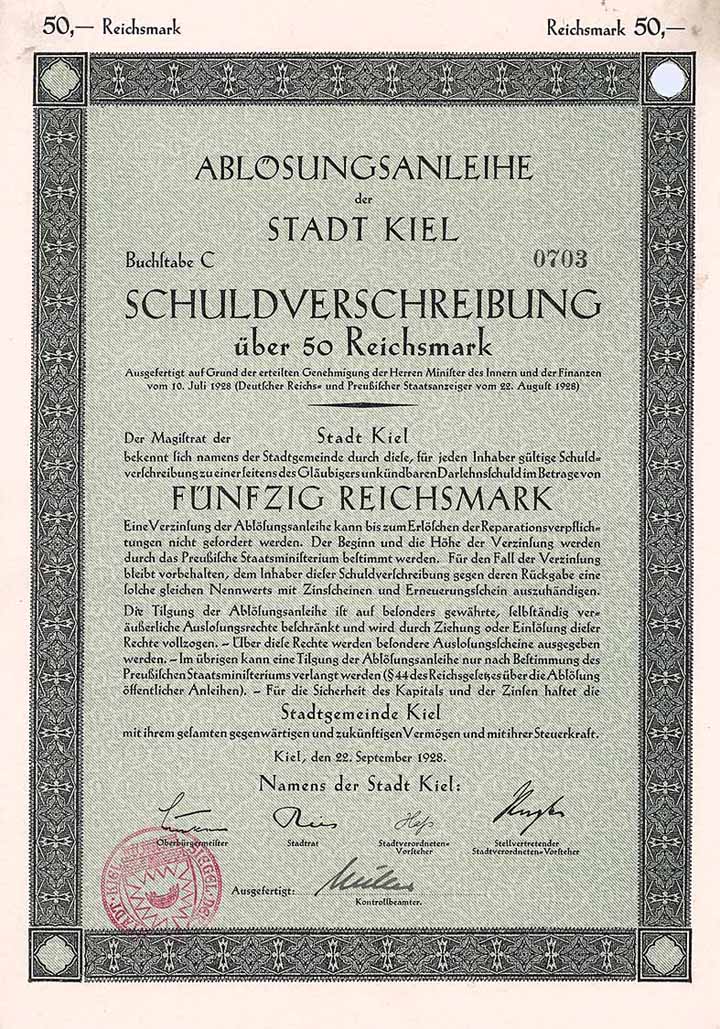 50,— Reichsmark
Reichsmark 50,—
ABLÖSUNGSANLEIHE
der
STADT KIEL
Buchſtabe C
0703
SCHULDVERSCHREIBUNG
über 50 Reichsmark
Ausgefertigt auf Grund der erteilten Genehmigung der Herren Miniſter des Innern und der Finanzen
vom 10. Juli 1928 (Deutſcher Reichs= und Preußiſcher Staatsanzeiger vom 22. Auguſt 1928)
Der Magiſtrat der Stadt Kiel
bekennt ſich namens der Stadtgemeinde durch dieſe, für jeden Inhaber gültige Schuld=
verſchreibung zu einer ſeitens des Gläubigers unkündbaren Darlehnsſchuld im Betrage von
FÜNFZIG REICHSMARK
Eine Verzinſung der Ablöſungsanleihe kann bis zum Erlöſchen der Reparationsverpflich=
tungen nicht gefordert werden. Der Beginn und die Höhe der Verzinſung werden
durch das Preußiſche Staatsminiſterium beſtimmt werden. Für den Fall der Verzinſung
bleibt vorbehalten, dem Inhaber dieſer Schuldverſchreibung gegen deren Rückgabe eine
ſolche gleichen Nennwerts mit Zinsſcheinen und Erneuerungsſchein auszuhändigen.
Die Tilgung der Ablöſungsanleihe iſt auf beſonders gewährte, ſelbſtändig ver=
äußerliche Auslosungsrechte beſchränkt und wird durch Ziehung oder Einlöſung dieſer
Rechte vollzogen. – Über dieſe Rechte werden beſondere Auslosungsſcheine ausgegeben
werden. – Im übrigen kann eine Tilgung der Ablöſungsanleihe nur nach Beſtimmung des
Preußiſchen Staatsminiſteriums verlangt werden (§ 44 des Reichsgeſetzes über die Ablöſung
öffentlicher Anleihen). – Für die Sicherheit des Kapitals und der Zinſen haftet die
Stadtgemeinde Kiel
mit ihrem geſamten gegenwärtigen und zukünftigen Vermögen und mit ihrer Steuerkraft.
Kiel, den 22. September 1928.
Namens der Stadt Kiel:
Oberbürgermeiſter
Stadtrat
Heß
Stadtverordneten=
Vorſteher
Stellvertretender
Stadtverordneten=Vorſteher
Ausgefertigt:
Müller
Kontrollbeamter.
SIEGEL DER
STADT KIEL